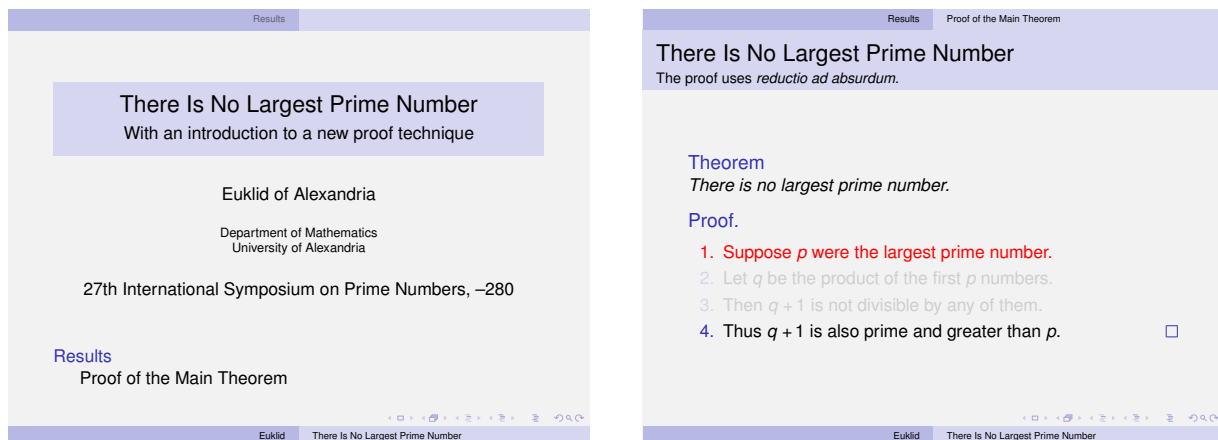 Results
There Is No Largest Prime Number
With an introduction to a new proof technique
Euklid of Alexandria
Department of Mathematics
University of Alexandria
27th International Symposium on Prime Numbers, –280
Results
Proof of the Main Theorem
Euklid There Is No Largest Prime Number
Results Proof of the Main Theorem
There Is No Largest Prime Number
The proof uses reductio ad absurdum.
Theorem
There is no largest prime number.
Proof.
1. Suppose p were the largest prime number.
2. Let q be the product of the first p numbers.
3. Then q + 1 is not divisible by any of them.
4. Thus q + 1 is also prime and greater than p.
Euklid There Is No Largest Prime Number